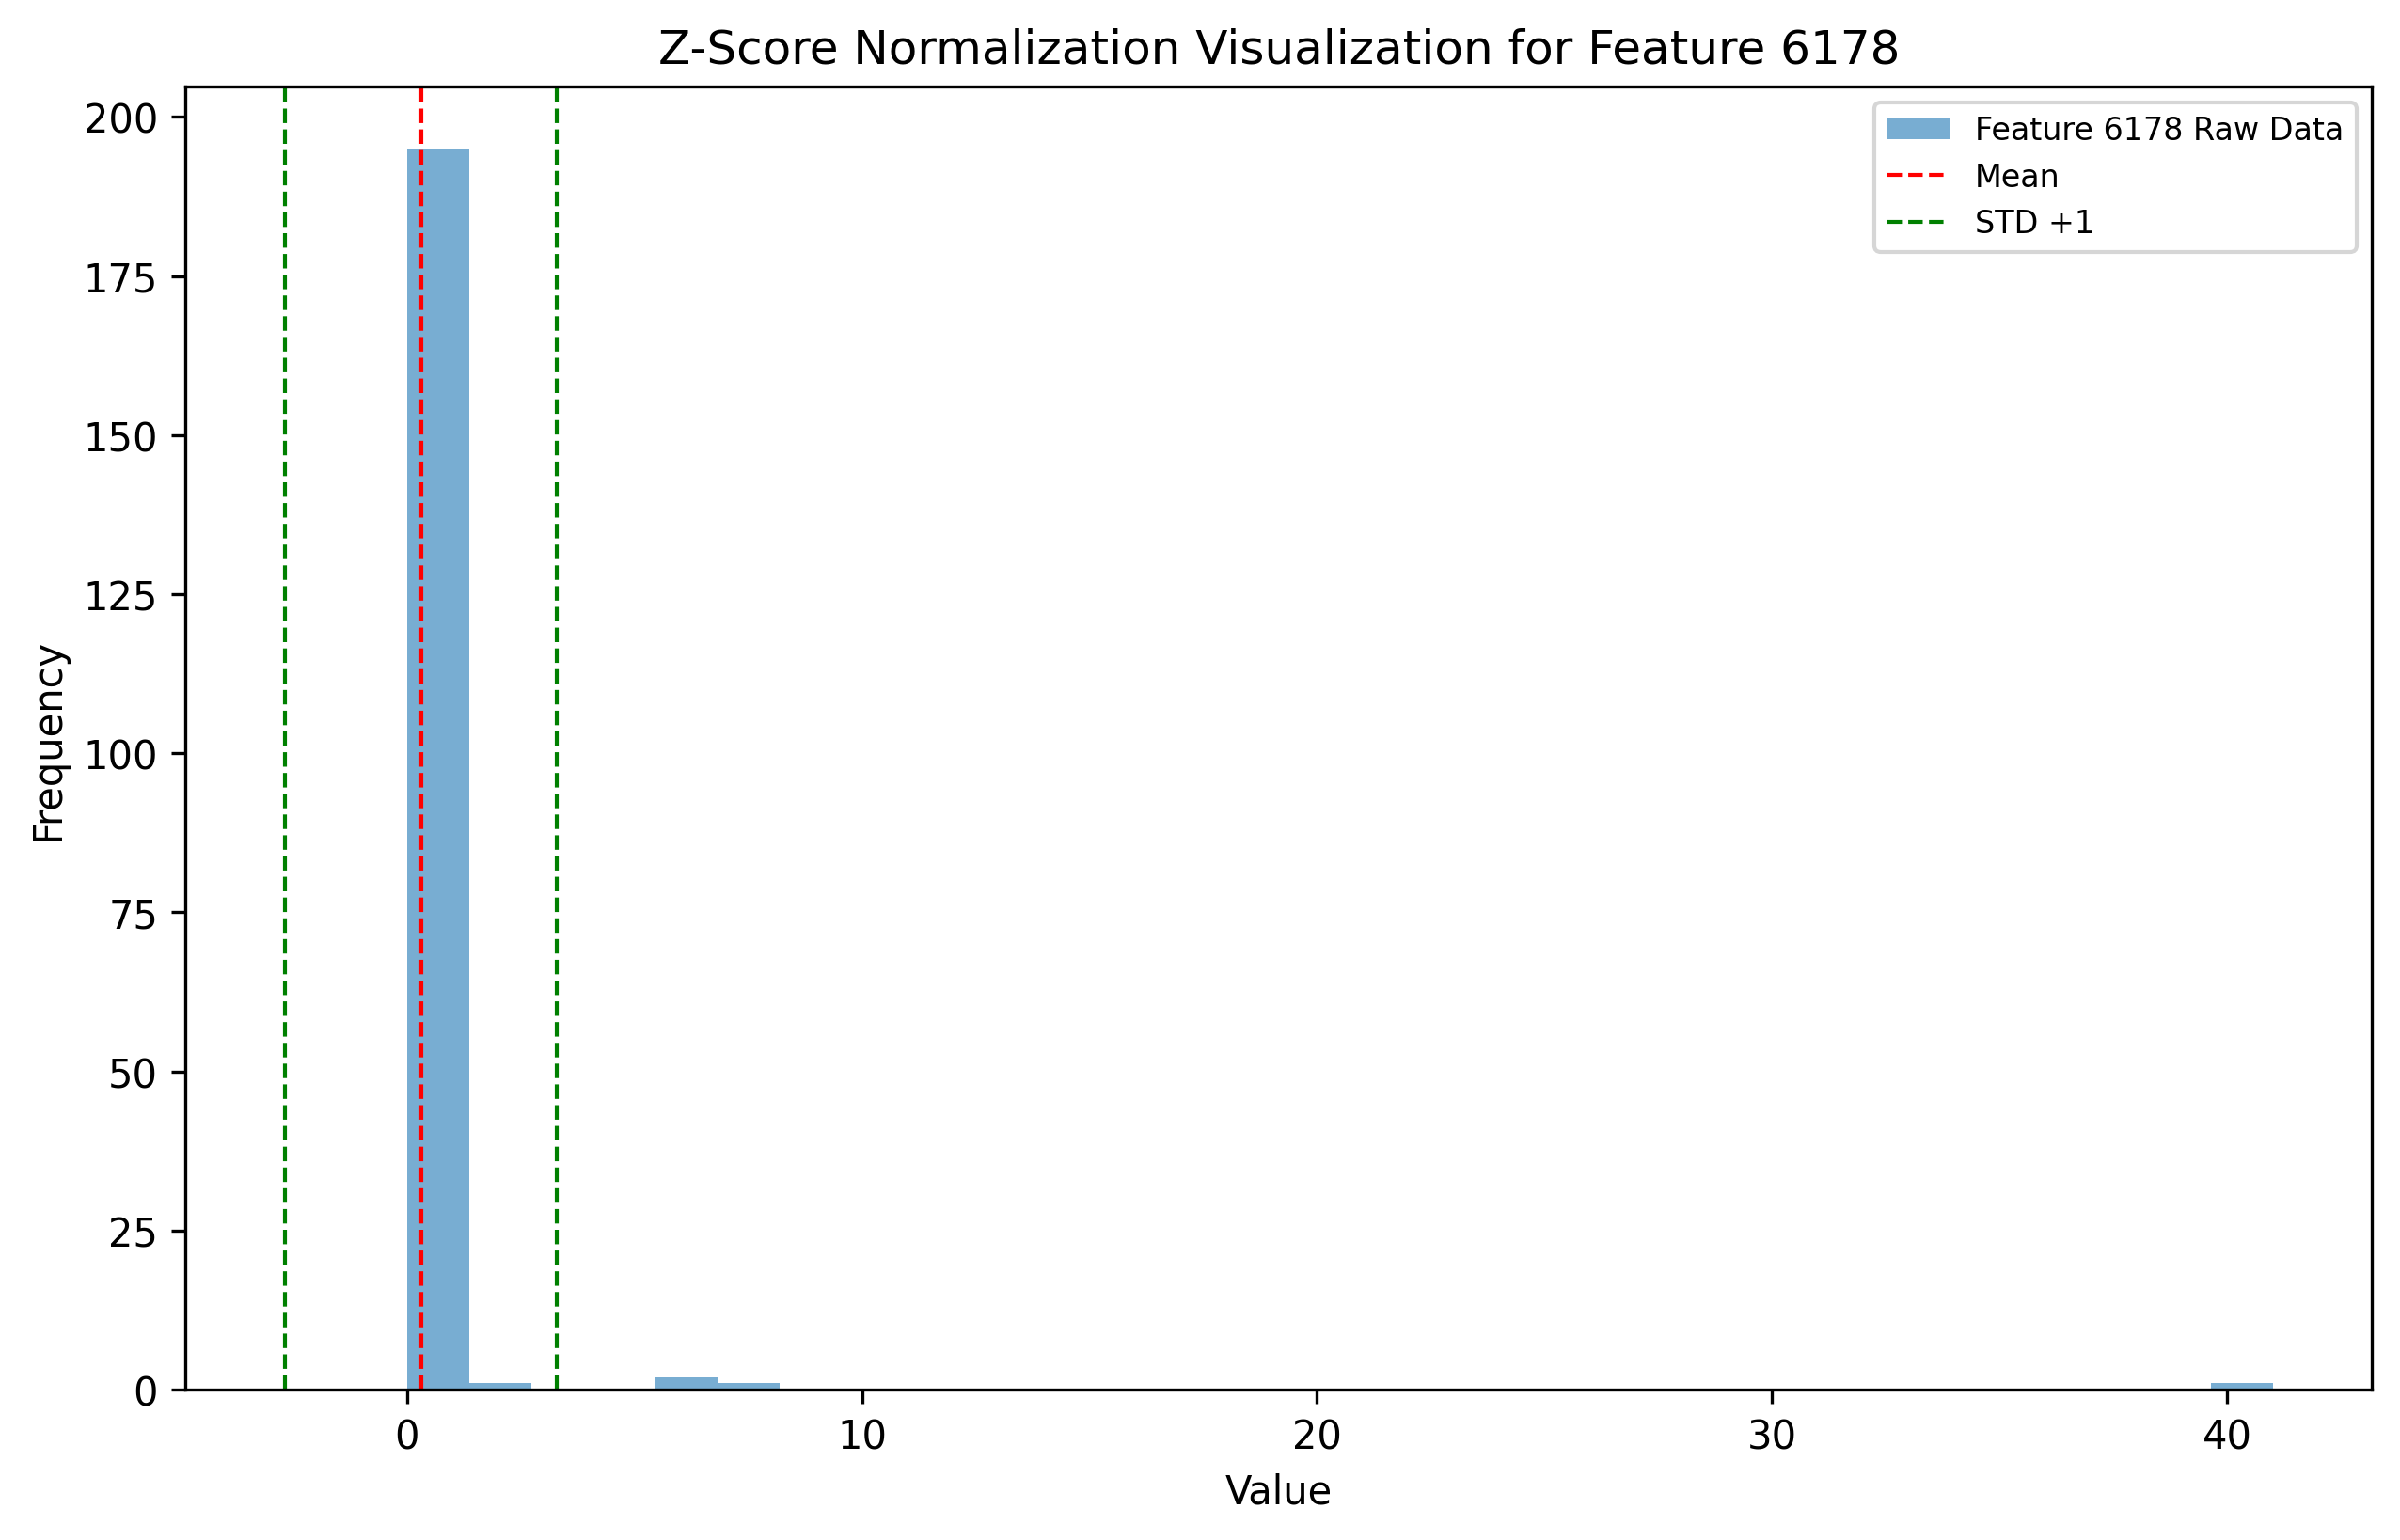 Z-Score Normalization Visualization for Feature 6178
Feature 6178 Raw Data
Mean
STD +1
Frequency
200
175
150
125
100
75
50
25
0
0 10 20 30 40
Value